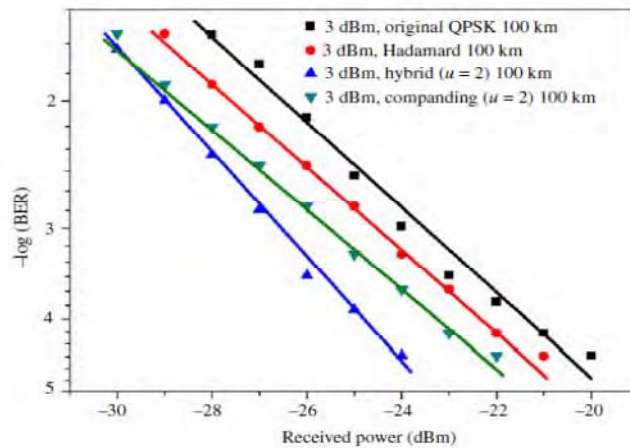 3 dBm, original QPSK 100 km
3 dBm, Hadamard 100 km
3 dBm, hybrid (u = 2) 100 km
3 dBm, companding (u = 2) 100 km
–log (BER)
2
3
4
5
–30
–28
–26
–24
–22
–20
Received power (dBm)